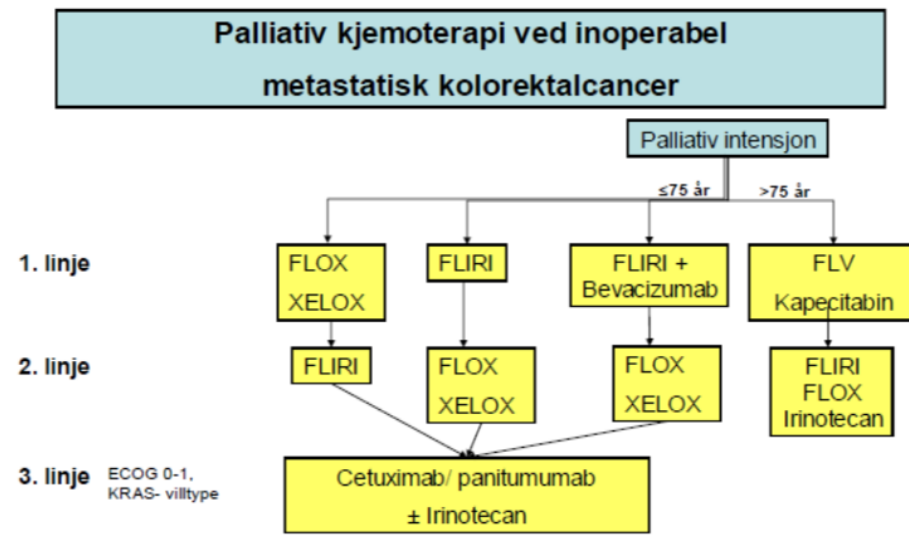 Palliativ kjemoterapi ved inoperabel
metastatisk kolorektalcancer
Palliativ intensjon
≤75 år
>75 år
1. linje
FLOX
XELOX
FLIRI
FLIRI +
Bevacizumab
FLV
Kapecitabin
2. linje
FLIRI
FLOX
XELOX
FLOX
XELOX
FLIRI
FLOX
Irinotecan
3. linje
ECOG 0-1,
KRAS- villtype
Cetuximab/ panitumumab
± Irinotecan